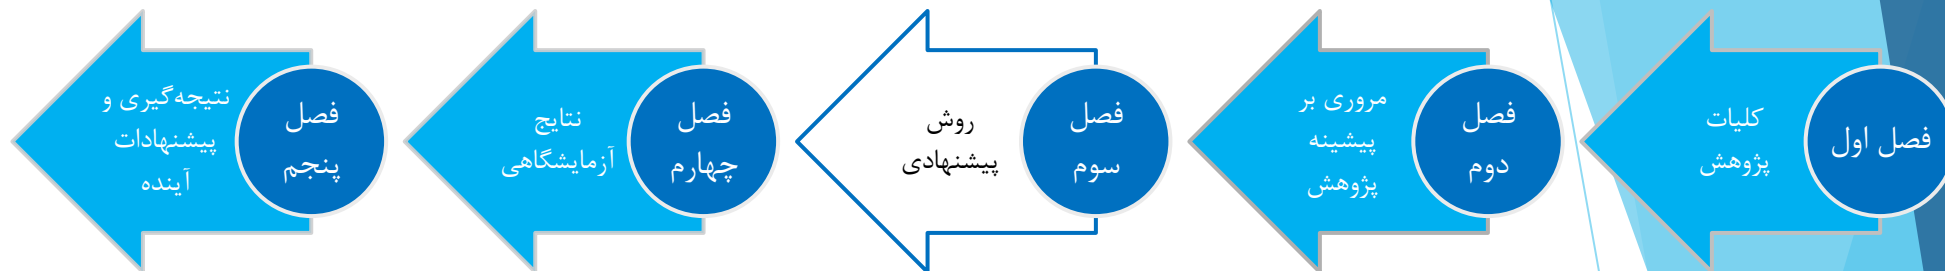 فصل اول
کلیات
پژوهش
فصل
دوم
مروری بر
پیشینه
پژوهش
فصل
سوم
روش
پیشنهادی
فصل
چهارم
نتایج
آزمایشگاهی
فصل
پنجم
نتیجه‌گیری و
پیشنهادات
آینده